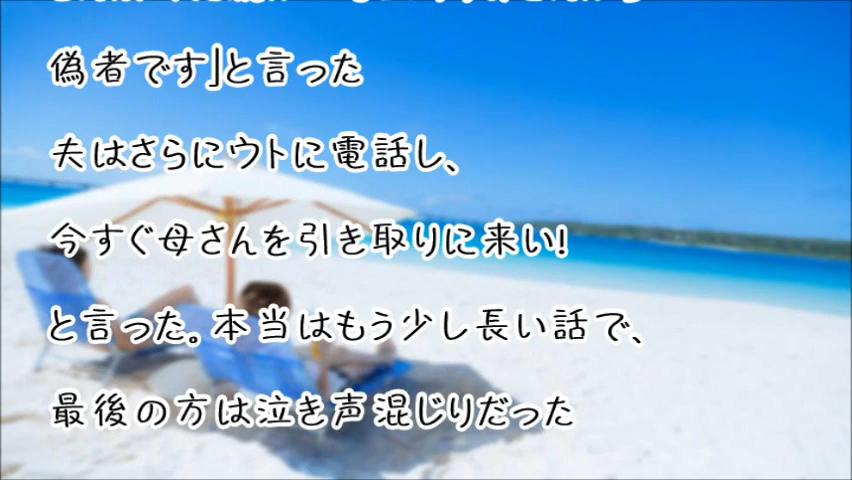 偽者です」と言った
夫はさらにウトに電話し、
今すぐ母さんを引き取りに来い!
と言った。本当はもう少し長い話で、
最後の方は泣き声混じりだった